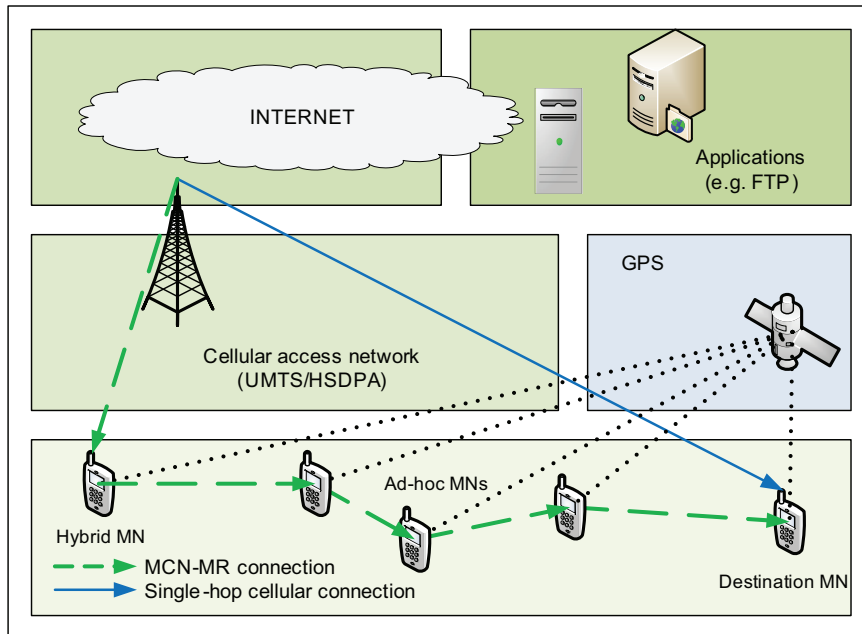 INTERNET
Applications
(e.g. FTP)
GPS
Cellular access network
(UMTS/HSDPA)
Ad-hoc MNs
Hybrid MN
MCN-MR connection
Single-hop cellular connection
Destination MN